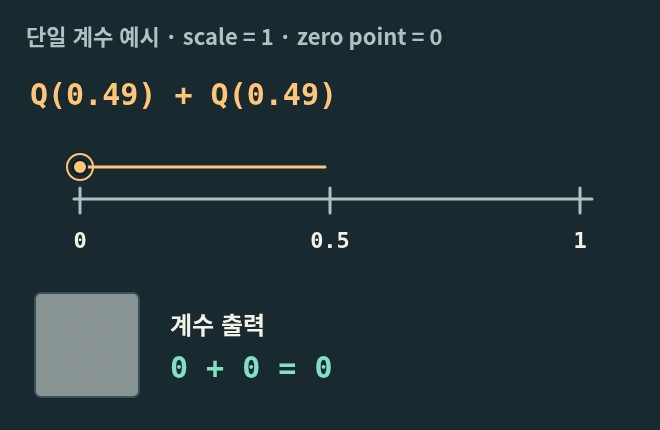 단일 계수 예시 · scale = 1 · zero point = 0
Q(0.49) + Q(0.49)
0 0.5 1
계수 출력
0 + 0 = 0